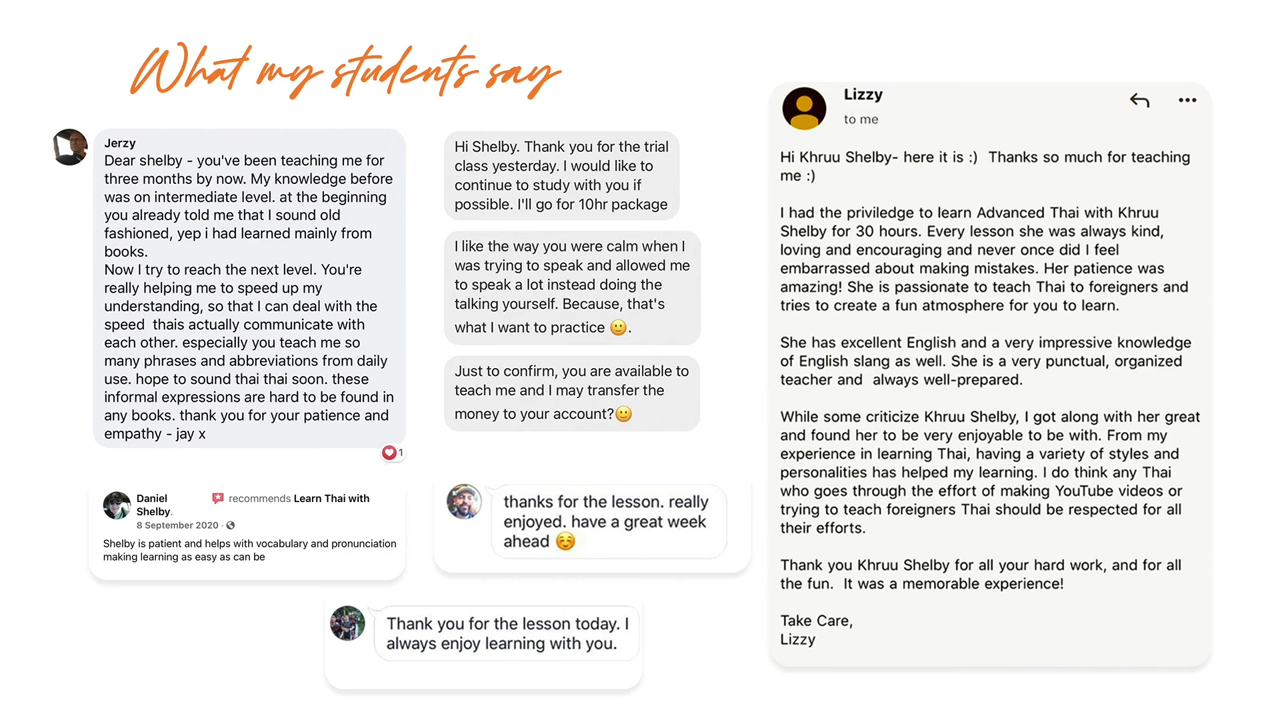 What my students say
Jerzy
Dear shelby - you've been teaching me for
three months by now. My knowledge before
was on intermediate level. at the beginning
you already told me that I sound old
fashioned, yep i had learned mainly from
books.
Now I try to reach the next level. You're
really helping me to speed up my
understanding, so that I can deal with the
speed thais actually communicate with
each other. especially you teach me so
many phrases and abbreviations from daily
use. hope to sound thai thai soon. these
informal expressions are hard to be found in
any books. thank you for your patience and
empathy - jay x
1
Hi Shelby. Thank you for the trial
class yesterday. I would like to
continue to study with you if
possible. I'll go for 10hr package
I like the way you were calm when I
was trying to speak and allowed me
to speak a lot instead doing the
talking yourself. Because, that's
what I want to practice 🙂.
Just to confirm, you are available to
teach me and I may transfer the
money to your account?🙂
Daniel Shelby. recommends Learn Thai with
8 September 2020 ·
Shelby is patient and helps with vocabulary and pronunciation
making learning as easy as can be
thanks for the lesson. really
enjoyed. have a great week
ahead ☺️
Thank you for the lesson today. I
always enjoy learning with you.
Lizzy
to me
Hi Khruu Shelby- here it is :) Thanks so much for teaching
me :)
I had the priviledge to learn Advanced Thai with Khruu
Shelby for 30 hours. Every lesson she was always kind,
loving and encouraging and never once did I feel
embarrassed about making mistakes. Her patience was
amazing! She is passionate to teach Thai to foreigners and
tries to create a fun atmosphere for you to learn.
She has excellent English and a very impressive knowledge
of English slang as well. She is a very punctual, organized
teacher and always well-prepared.
While some criticize Khruu Shelby, I got along with her great
and found her to be very enjoyable to be with. From my
experience in learning Thai, having a variety of styles and
personalities has helped my learning. I do think any Thai
who goes through the effort of making YouTube videos or
trying to teach foreigners Thai should be respected for all
their efforts.
Thank you Khruu Shelby for all your hard work, and for all
the fun. It was a memorable experience!
Take Care,
Lizzy